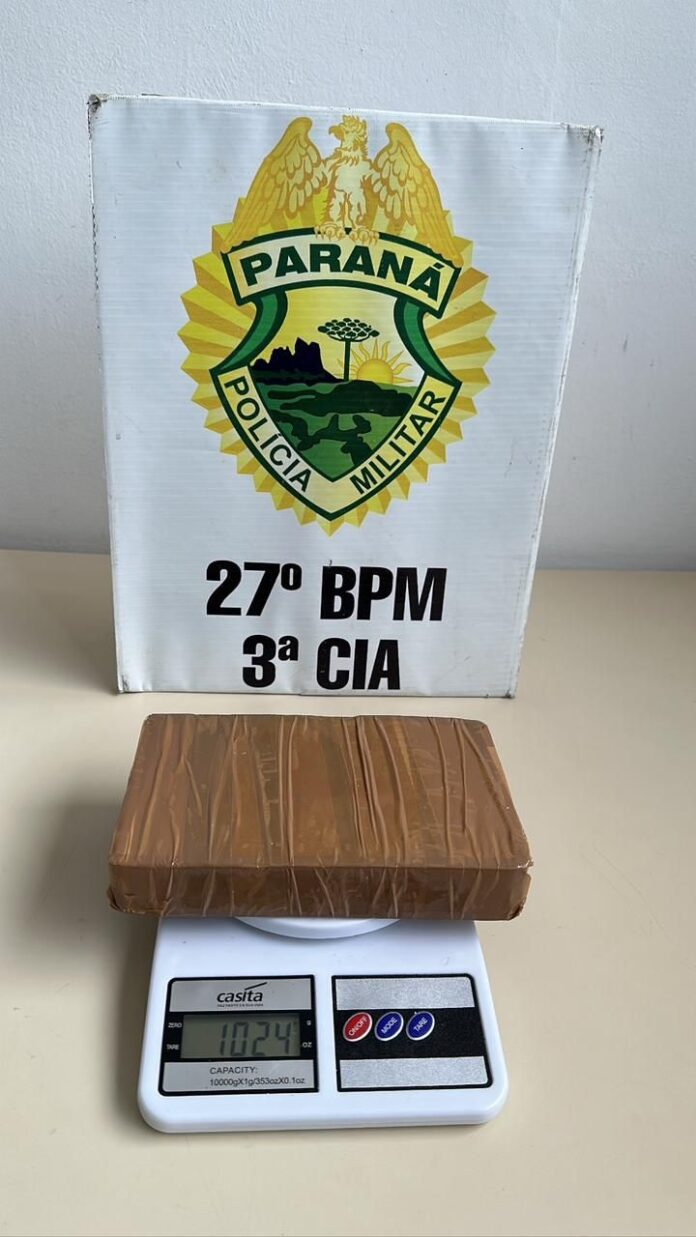 PARANÁ
POLÍCIA MILITAR
27º BPM
3ª CIA
casita
ZERO
TARE
1024
g
OZ
CAPACITY:
10000gX1g/353ozX0.1oz
ON/OFF
MODE
TARE